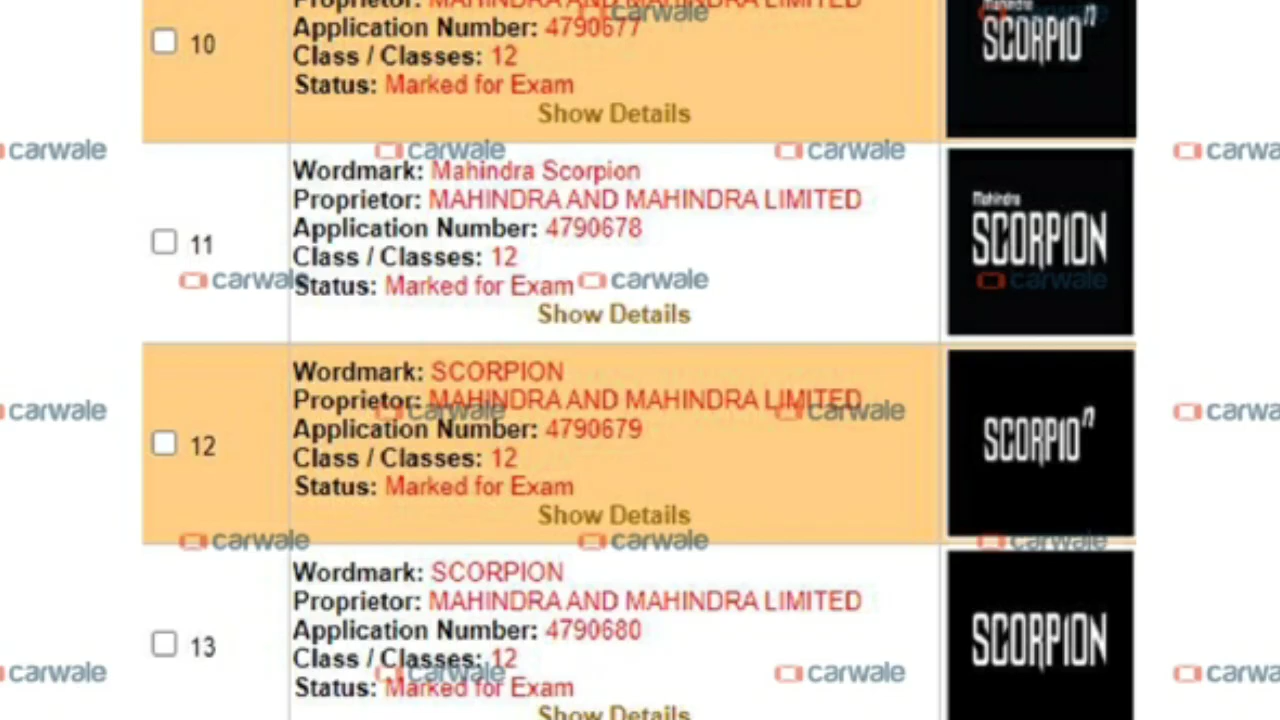 Proprietor: MAHINDRA AND MAHINDRA LIMITED
10
Application Number: 4790677
Class / Classes: 12
Status: Marked for Exam
Show Details
Mahindra
SCORPIO n
carwale
carwale
carwale
carwale
carwa
11
Wordmark: Mahindra Scorpion
Proprietor: MAHINDRA AND MAHINDRA LIMITED
Application Number: 4790678
Class / Classes: 12
Status: Marked for Exam
Show Details
Mahindra
SCORPION
carwale
carwale
carwale
12
Wordmark: SCORPION
Proprietor: MAHINDRA AND MAHINDRA LIMITED
Application Number: 4790679
Class / Classes: 12
Status: Marked for Exam
Show Details
SCORPIO n
carwale
carwale
carwale
carwa
carwale
carwale
carwale
13
Wordmark: SCORPION
Proprietor: MAHINDRA AND MAHINDRA LIMITED
Application Number: 4790680
Class / Classes: 12
Status: Marked for Exam
Show Details
SCORPION
carwale
carwale
carwale
carwa